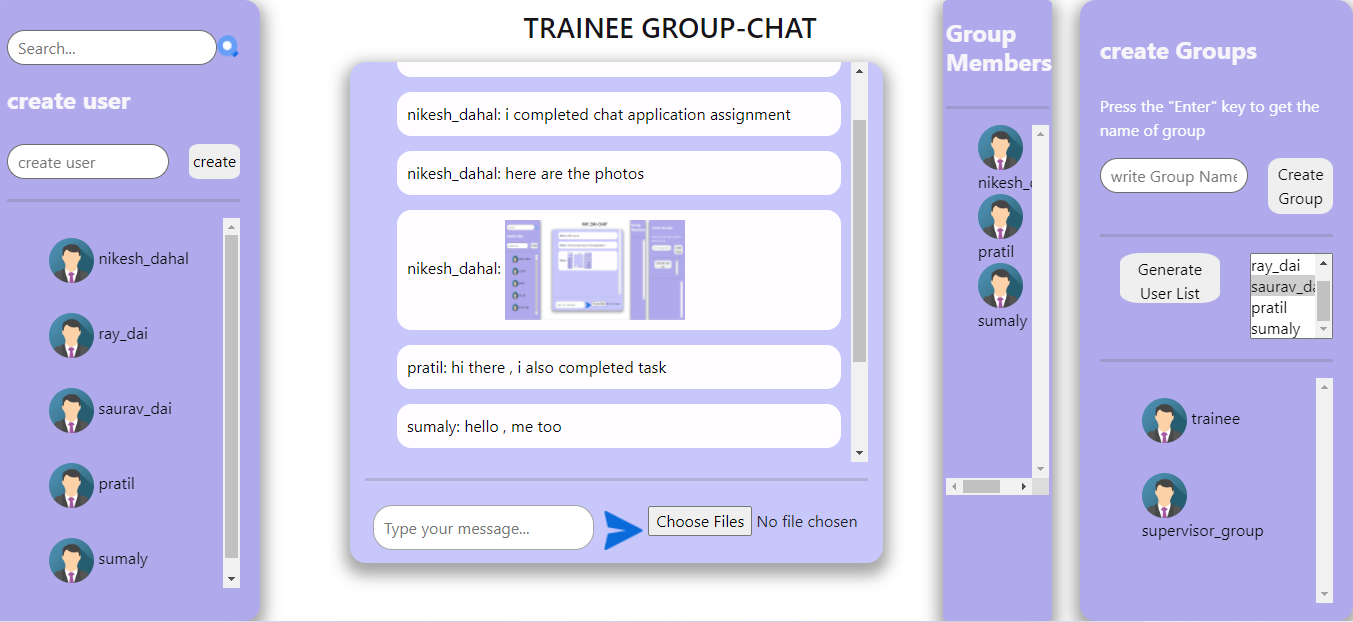 Search...
create user
create user
create
nikesh_dahal
ray_dai
saurav_dai
pratil
sumaly
TRAINEE GROUP-CHAT
nikesh_dahal: i completed chat application assignment
nikesh_dahal: here are the photos
nikesh_dahal:
pratil: hi there , i also completed task
sumaly: hello , me too
Type your message...
Choose Files No file chosen
Group
Members
nikesh_
pratil
sumaly
create Groups
Press the "Enter" key to get the
name of group
write Group Name
Create
Group
Generate
User List
ray_dai
saurav_da
pratil
sumaly
trainee
supervisor_group